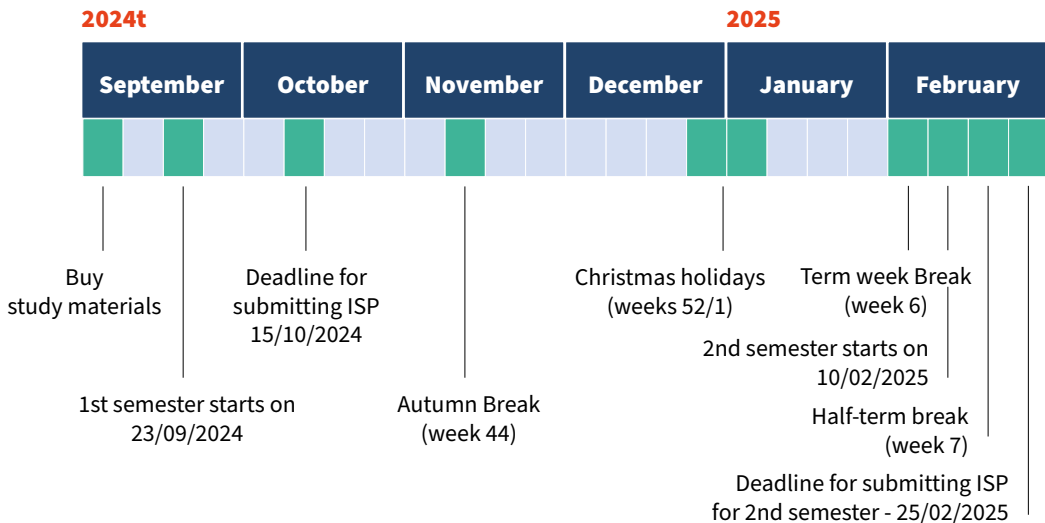 2024t
2025
September
October
November
December
January
February
Buy
study materials
Deadline for
submitting ISP
15/10/2024
Christmas holidays
(weeks 52/1)
Term week Break
(week 6)
2nd semester starts on
10/02/2025
1st semester starts on
23/09/2024
Autumn Break
(week 44)
Half-term break
(week 7)
Deadline for submitting ISP
for 2nd semester - 25/02/2025